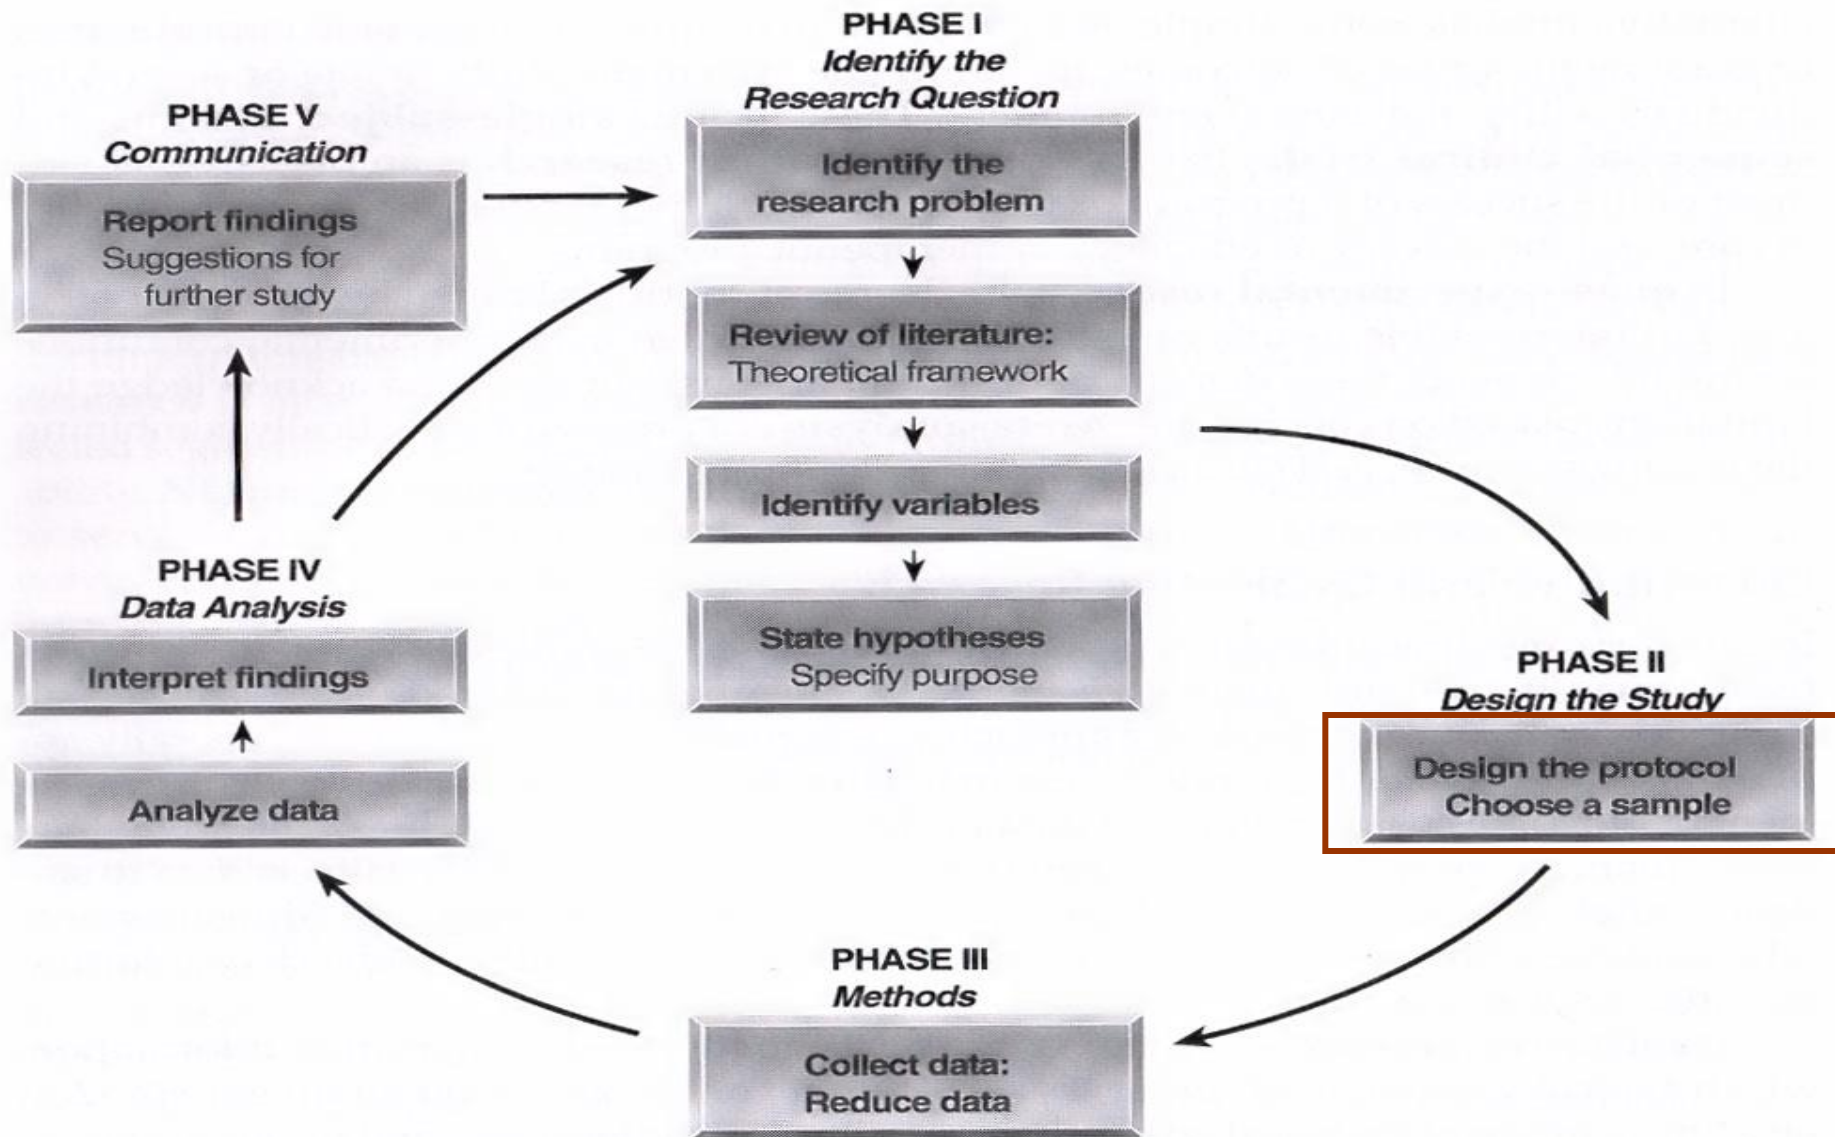 PHASE I
Identify the
Research Question
Identify the
research problem
Review of literature:
Theoretical framework
Identify variables
State hypotheses
Specify purpose
PHASE II
Design the Study
Design the protocol
Choose a sample
PHASE III
Methods
Collect data:
Reduce data
PHASE IV
Data Analysis
Interpret findings
Analyze data
PHASE V
Communication
Report findings
Suggestions for
further study